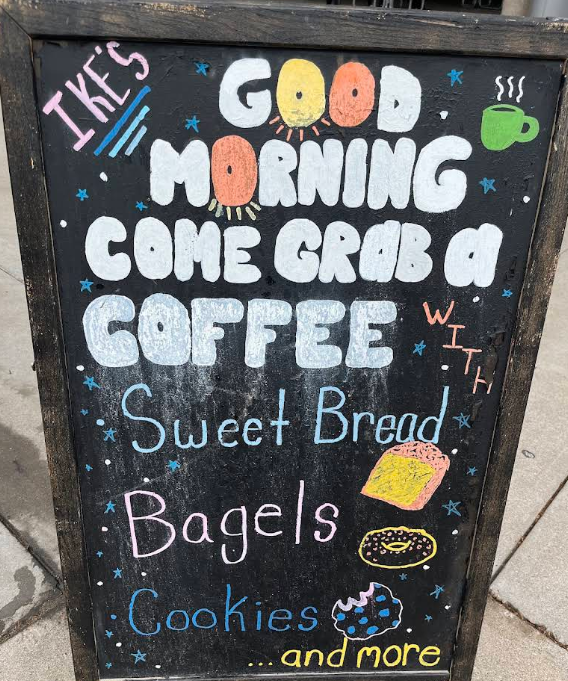 IKE'S
GOOD
MORNING
COME GRAB a
COFFEE WITH
Sweet Bread
Bagels
Cookies
...and more